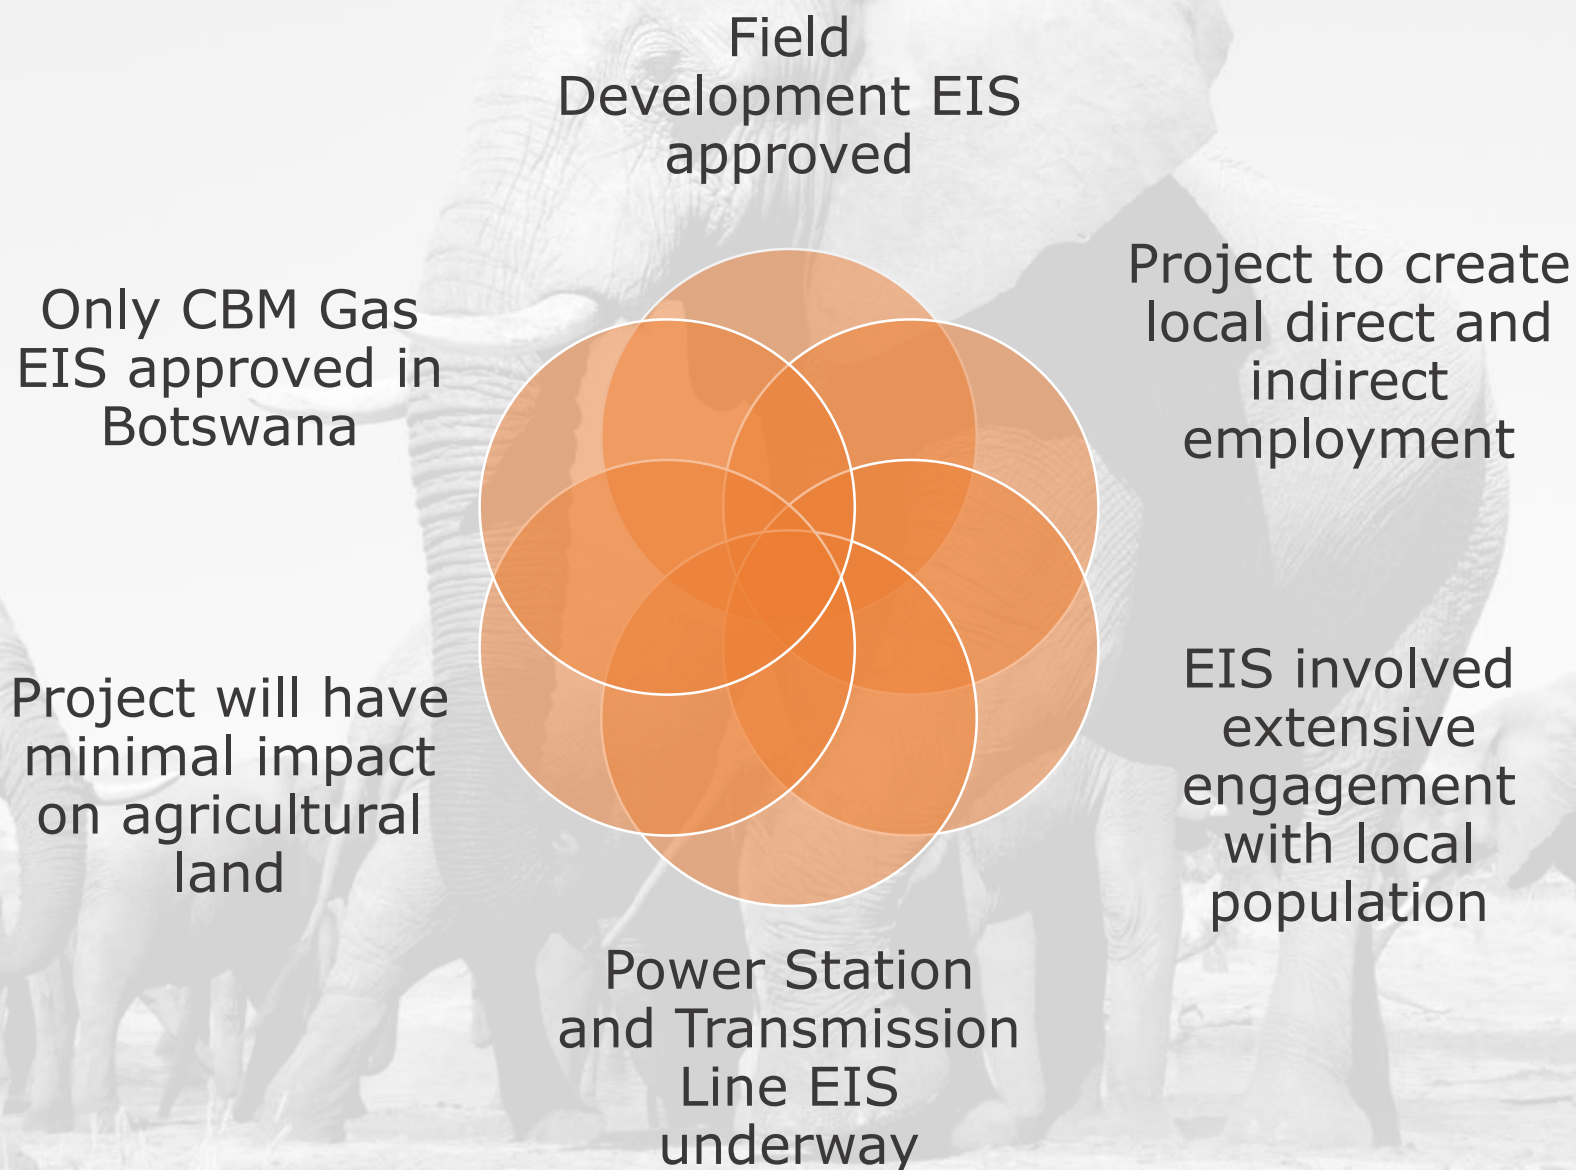 Field
Development EIS
approved
Project to create
local direct and
indirect
employment
EIS involved
extensive
engagement
with local
population
Power Station
and Transmission
Line EIS
underway
Project will have
minimal impact
on agricultural
land
Only CBM Gas
EIS approved in
Botswana